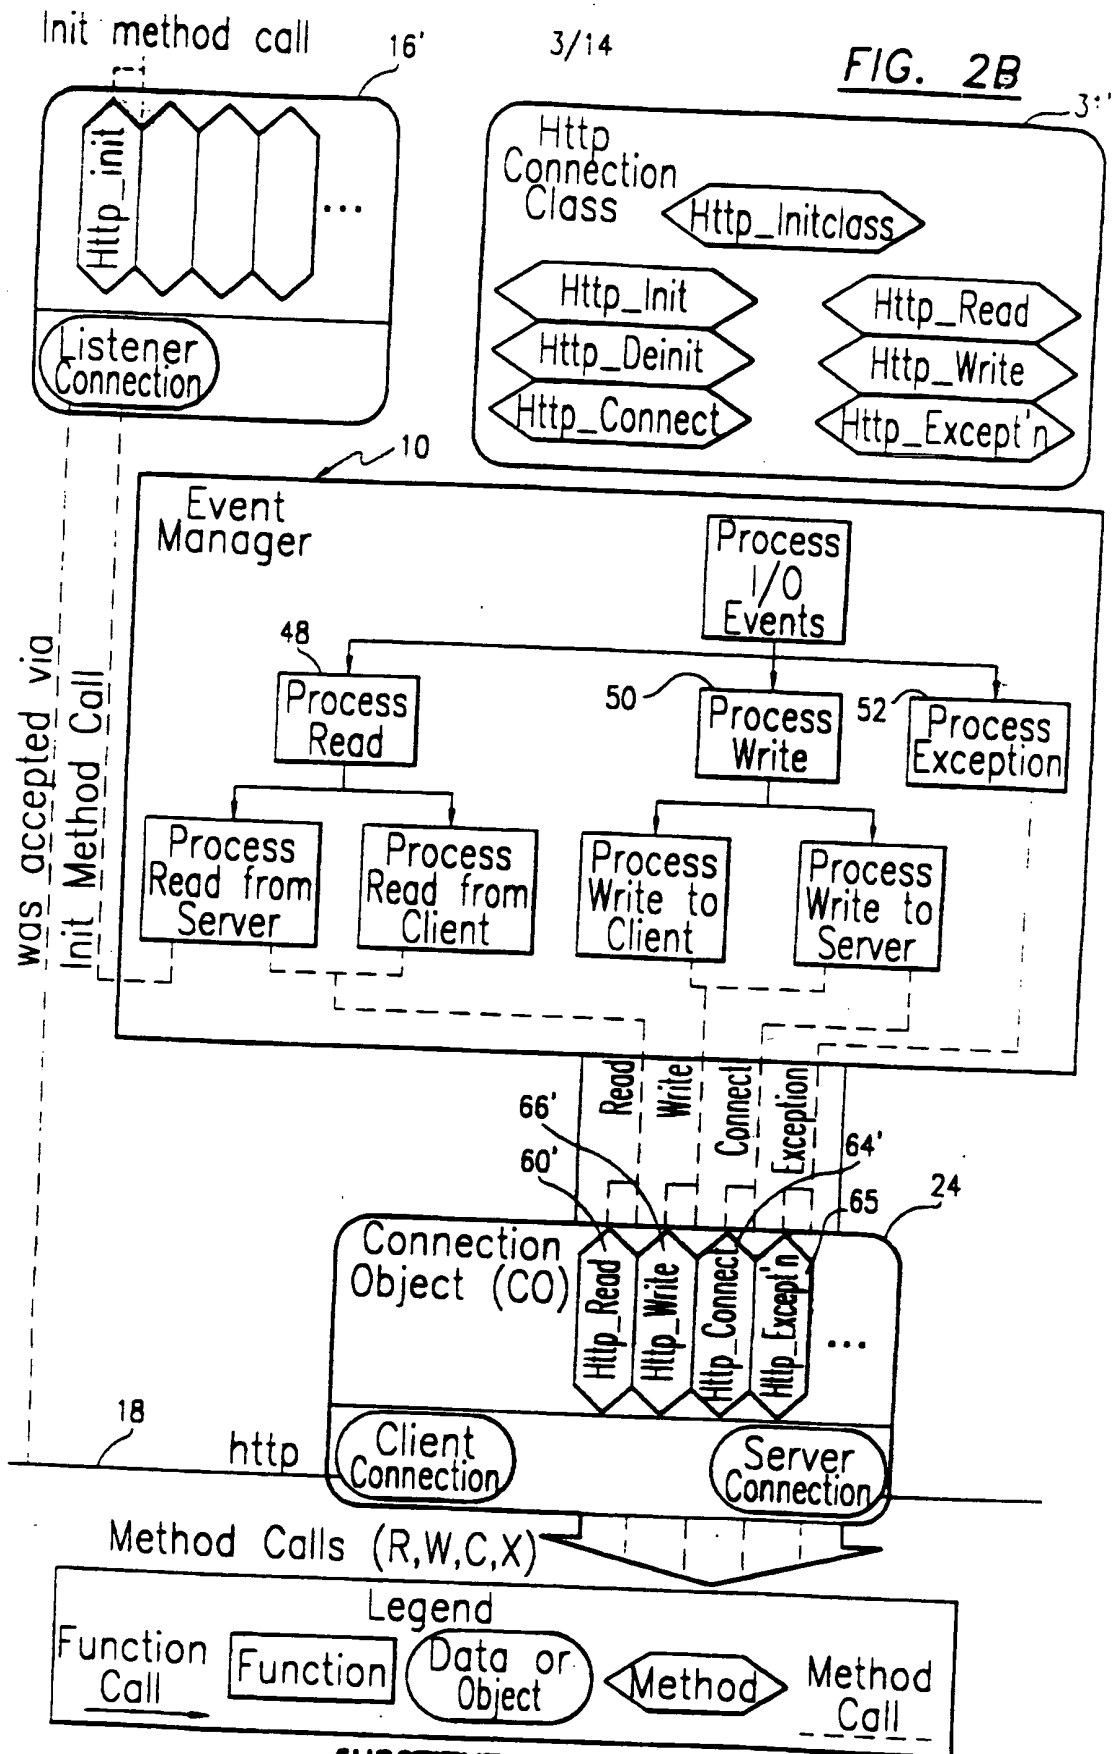 Init method call
16'
3/14
FIG. 2B
Http_init
...
Listener
Connection
Http
Connection
Class
Http_Initclass
Http_Init
Http_Deinit
Http_Connect
Http_Read
Http_Write
Http_Except'n
10
Event
Manager
Process
I/O
Events
48
Process
Read
50
Process
Write
52
Process
Exception
Process
Read from
Server
Process
Read from
Client
Process
Write to
Client
Process
Write to
Server
was accepted via
Init Method Call
Read
Write
Connect
Exception
66'
60'
64'
65
24
Connection
Object (CO)
Http_Read
Http_Write
Http_Connect
Http_Except'n
...
18
http
Client
Connection
Server
Connection
Method Calls (R,W,C,X)
Legend
Function
Call
Function
Data or
Object
Method
Method
Call